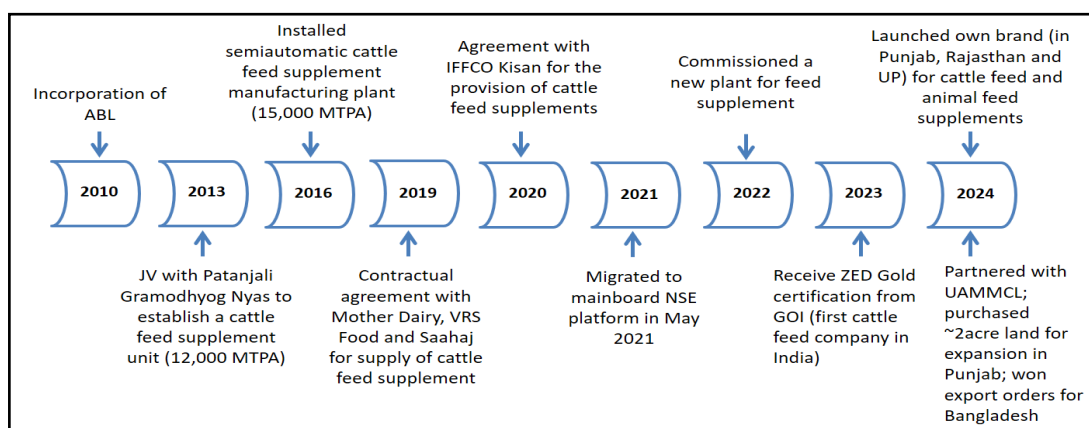 Incorporation of
ABL
Installed
semiautomatic cattle
feed supplement
manufacturing plant
(15,000 MTPA)
Agreement with
IFFCO Kisan for the
provision of cattle
feed supplements
Commissioned a
new plant for feed
supplement
Launched own brand (in
Punjab, Rajasthan and
UP) for cattle feed and
animal feed
supplements
2010
2013
2016
2019
2020
2021
2022
2023
2024
JV with Patanjali
Gramodhyog Nyas to
establish a cattle
feed supplement
unit (12,000 MTPA)
Contractual
agreement with
Mother Dairy, VRS
Food and Saahaj
for supply of cattle
feed supplement
Migrated to
mainboard NSE
platform in May
2021
Receive ZED Gold
certification from
GOI (first cattle
feed company in
India)
Partnered with
UAMMCL;
purchased
~2acre land for
expansion in
Punjab; won
export orders for
Bangladesh